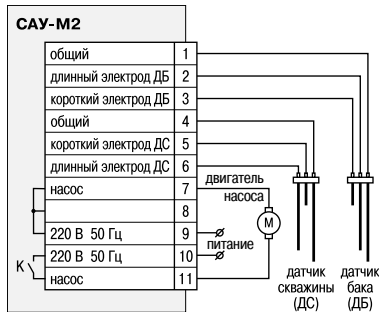 САУ-М2
общий 1
длинный электрод ДБ 2
короткий электрод ДБ 3
общий 4
короткий электрод ДС 5
длинный электрод ДС 6
насос 7
8
220 В 50 Гц 9
220 В 50 Гц 10
насос 11
К
двигатель
насоса
М
питание
датчик
скважины
(ДС)
датчик
бака
(ДБ)